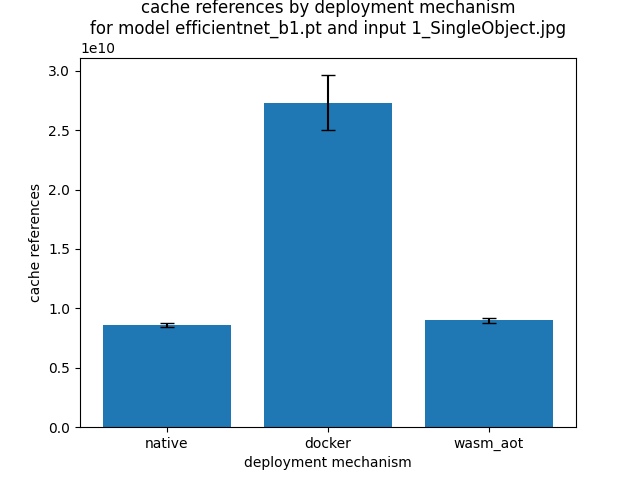 cache references by deployment mechanism
for model efficientnet_b1.pt and input 1_SingleObject.jpg
1e10
3.0
2.5
2.0
1.5
1.0
0.5
0.0
cache references
native
docker
wasm_aot
deployment mechanism